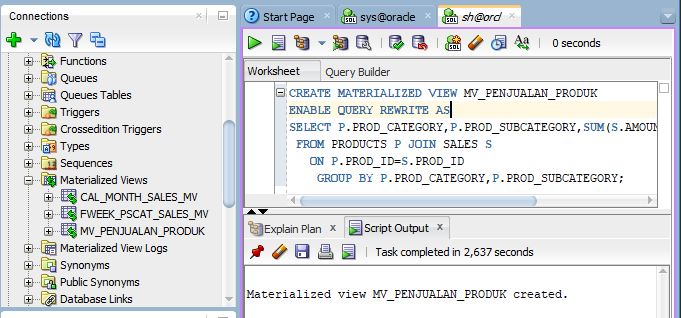 Connections
Functions
Queues
Queues Tables
Triggers
Crossedition Triggers
Types
Sequences
Materialized Views
CAL_MONTH_SALES_MV
FWEEK_PSCAT_SALES_MV
MV_PENJUALAN_PRODUK
Materialized View Logs
Synonyms
Public Synonyms
Database Links
Start Page
sys@oracle
sh@orcl
SQL
Aa
0 seconds
Worksheet
Query Builder
CREATE MATERIALIZED VIEW MV_PENJUALAN_PRODUK
ENABLE QUERY REWRITE AS
SELECT P.PROD_CATEGORY,P.PROD_SUBCATEGORY,SUM(S.AMOUN
FROM PRODUCTS P JOIN SALES S
ON P.PROD_ID=S.PROD_ID
GROUP BY P.PROD_CATEGORY,P.PROD_SUBCATEGORY;
Explain Plan x
Script Output x
Task completed in 2,637 seconds
Materialized view MV_PENJUALAN_PRODUK created.